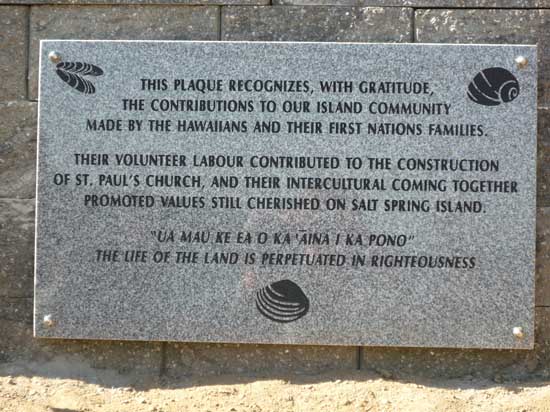 THIS PLAQUE RECOGNIZES, WITH GRATITUDE,
THE CONTRIBUTIONS TO OUR ISLAND COMMUNITY
MADE BY THE HAWAIIANS AND THEIR FIRST NATIONS FAMILIES.
THEIR VOLUNTEER LABOUR CONTRIBUTED TO THE CONSTRUCTION
OF ST. PAUL'S CHURCH, AND THEIR INTERCULTURAL COMING TOGETHER
PROMOTED VALUES STILL CHERISHED ON SALT SPRING ISLAND.
"UA MAU KE EA O KA ‘ĀINA I KA PONO"
THE LIFE OF THE LAND IS PERPETUATED IN RIGHTEOUSNESS